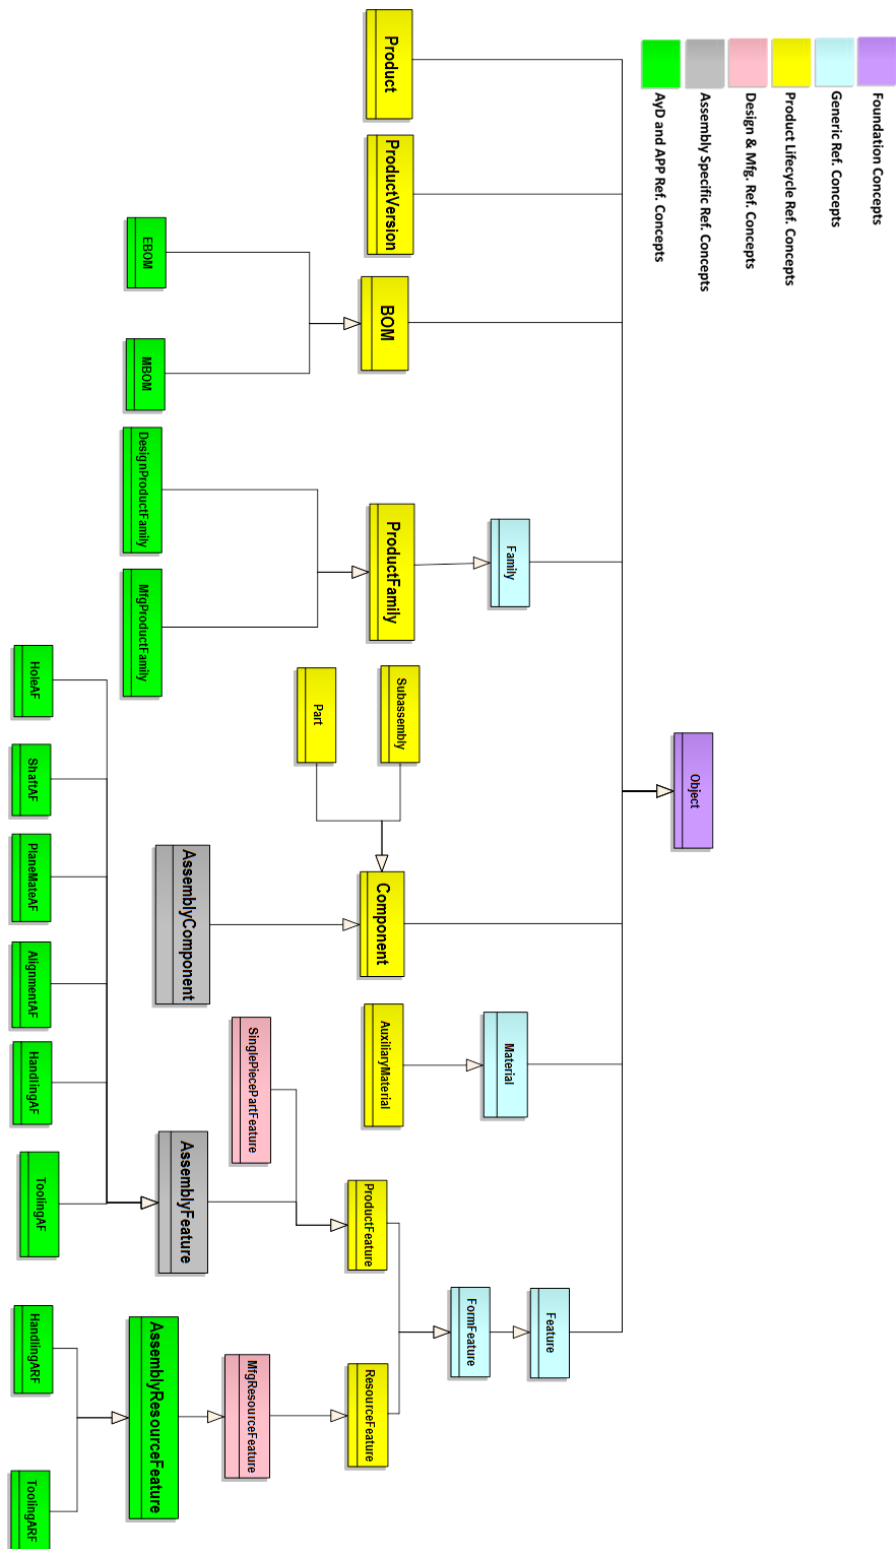 Foundation Concepts
Generic Ref. Concepts
Product Lifecycle Ref. Concepts
Design & Mfg. Ref. Concepts
Assembly Specific Ref. Concepts
AyD and APP Ref. Concepts
Object
Product
ProductVersion
BOM
EBOM
MBOM
Family
ProductFamily
DesignProductFamily
MfgProductFamily
Subassembly
Part
Component
AssemblyComponent
Material
AuxiliaryMaterial
Feature
FormFeature
ProductFeature
ResourceFeature
SinglePiecePartFeature
AssemblyFeature
MfgResourceFeature
AssemblyResourceFeature
HoleAF
ShaftAF
PlaneMateAF
AlignmentAF
HandlingAF
ToolingAF
HandlingARF
ToolingARF